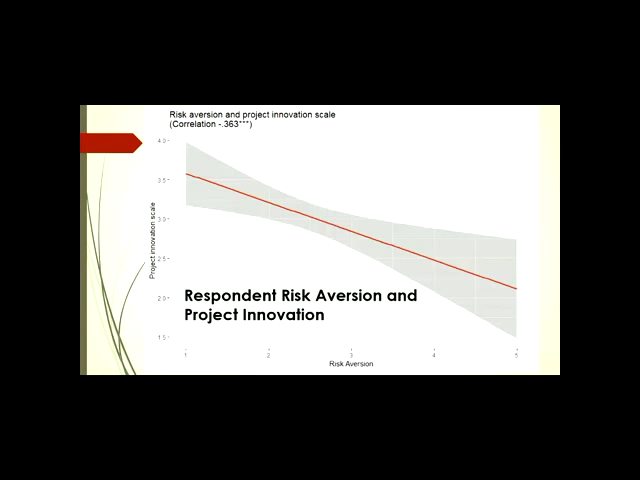 Risk aversion and project innovation scale
(Correlation -.363***)
4.0
3.5
3.0
2.5
2.0
1.5
Project innovation scale
Respondent Risk Aversion and
Project Innovation
1 2 3 4 5
Risk Aversion